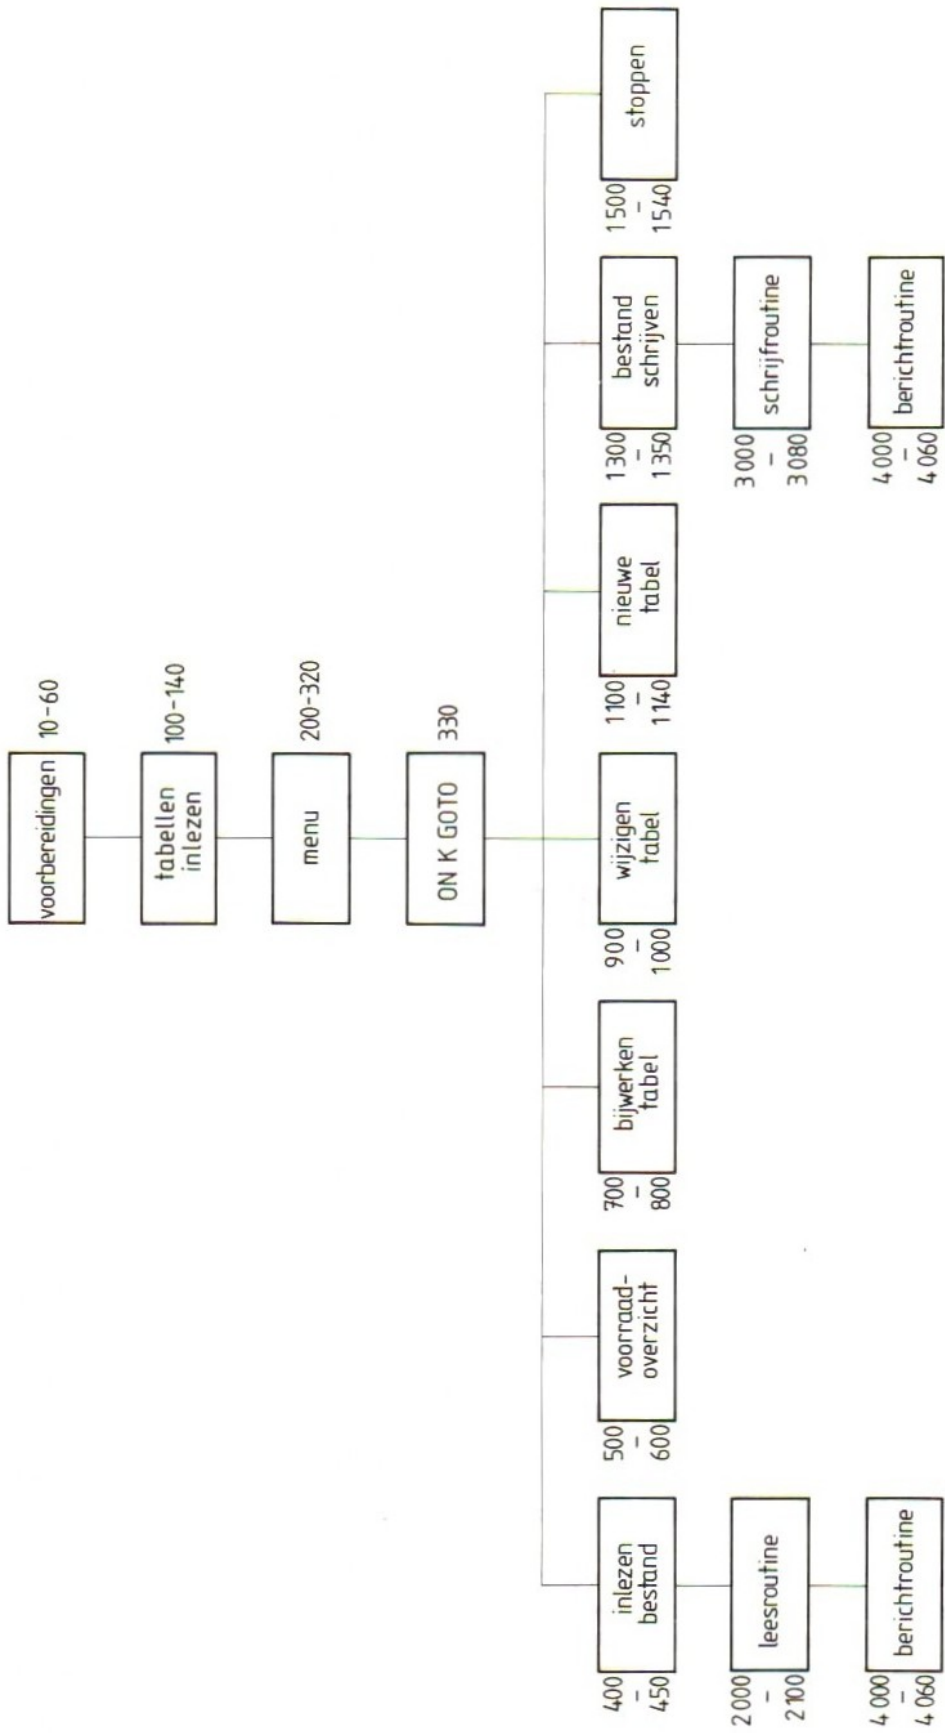 voorbereidingen
10-60
tabellen
inlezen
100-140
menu
200-320
ON K GOTO
330
400
–
450
inlezen
bestand
500
–
600
voorraad-
overzicht
700
–
800
bijwerken
tabel
900
–
1000
wijzigen
tabel
1100
–
1140
nieuwe
tabel
1300
–
1350
bestand
schrijven
1500
–
1540
stoppen
2000
–
2100
leesroutine
3000
–
3080
schrijfroutine
4000
–
4060
berichtroutine
4000
–
4060
berichtroutine